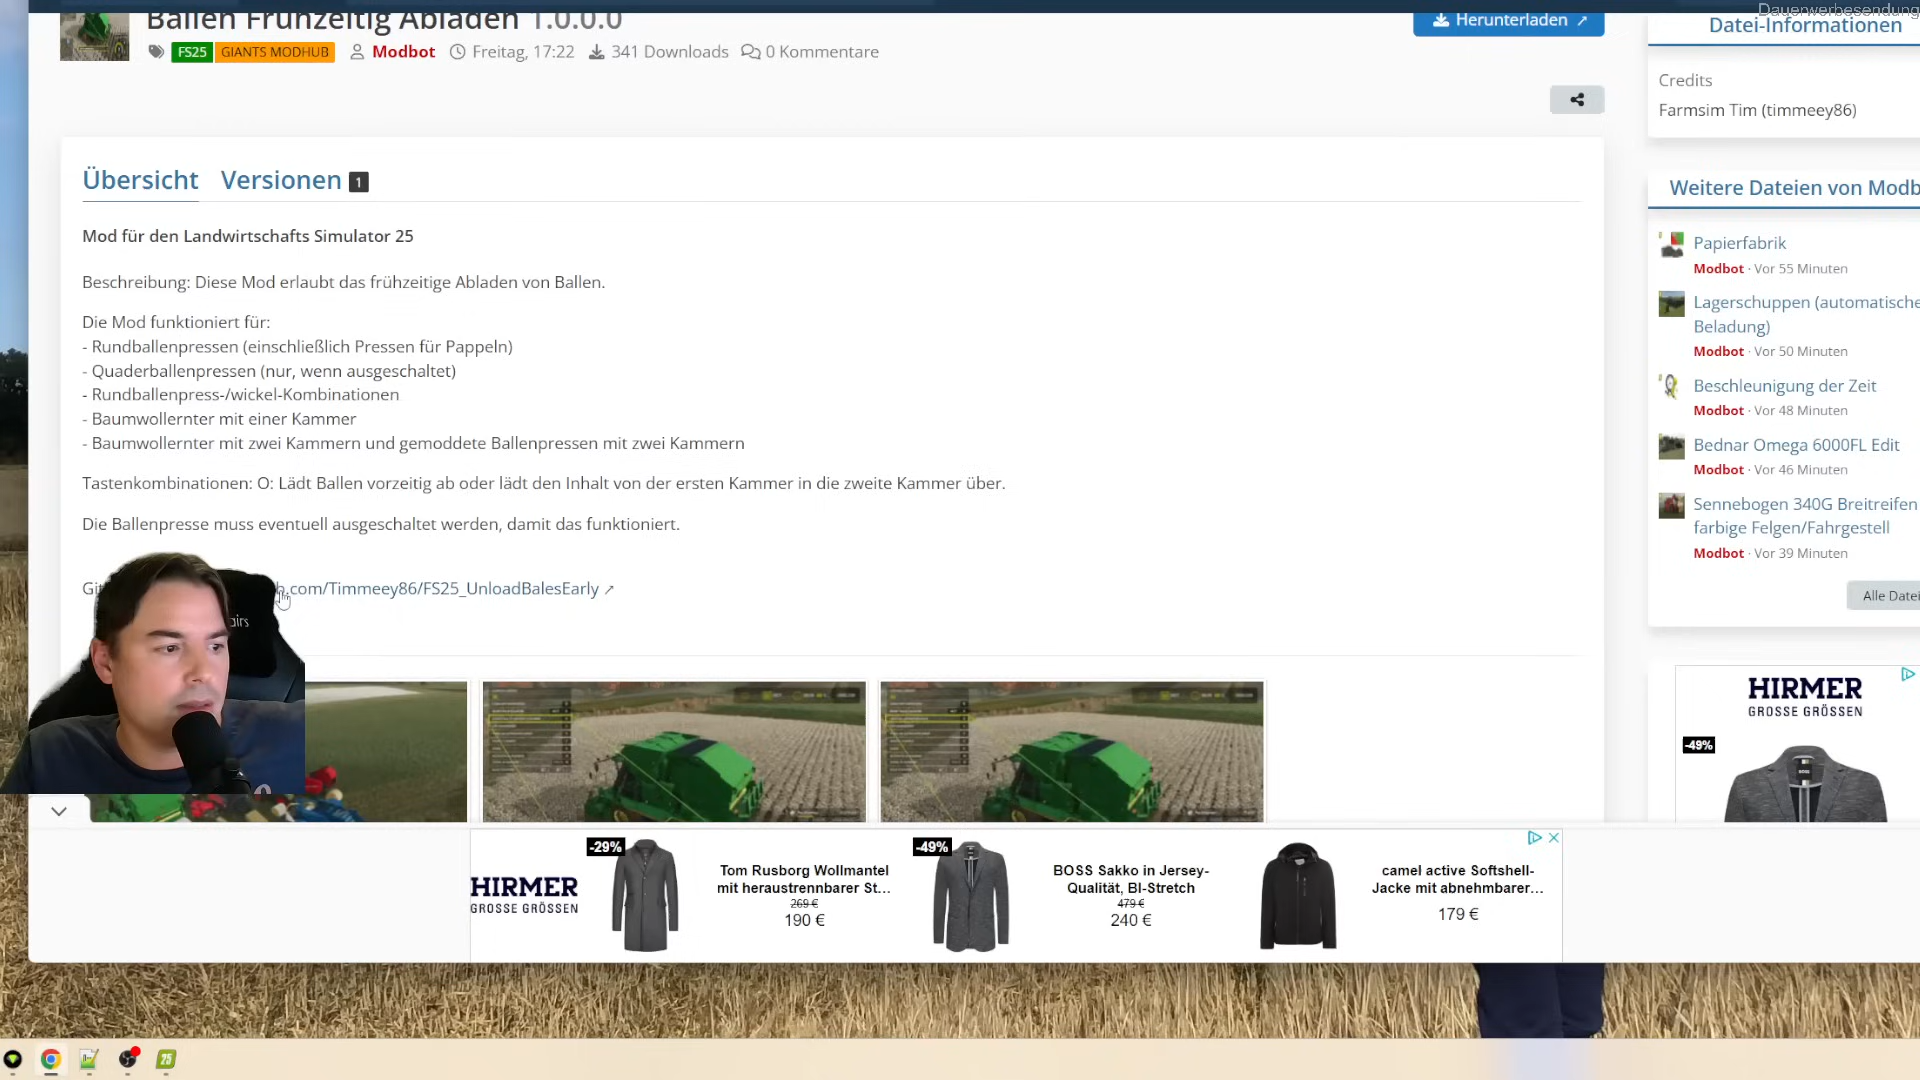 Dauerwerbesendung
Ballen Frühzeitig Abladen 1.0.0.0
Herunterladen
FS25 GIANTS MODHUB Modbot Freitag, 17:22 341 Downloads 0 Kommentare
Übersicht Versionen 1
Mod für den Landwirtschafts Simulator 25
Beschreibung: Diese Mod erlaubt das frühzeitige Abladen von Ballen.
Die Mod funktioniert für:
- Rundballenpressen (einschließlich Pressen für Pappeln)
- Quaderballenpressen (nur, wenn ausgeschaltet)
- Rundballenpress-/wickel-Kombinationen
- Baumwollernter mit einer Kammer
- Baumwollernter mit zwei Kammern und gemoddete Ballenpressen mit zwei Kammern
Tastenkombinationen: O: Lädt Ballen vorzeitig ab oder lädt den Inhalt von der ersten Kammer in die zweite Kammer über.
Die Ballenpresse muss eventuell ausgeschaltet werden, damit das funktioniert.
Git
b.com/Timmeey86/FS25_UnloadBalesEarly
airs
Datei-Informationen
Credits
Farmsim Tim (timmeey86)
Weitere Dateien von Modb
Papierfabrik
Modbot · Vor 55 Minuten
Lagerschuppen (automatische
Beladung)
Modbot · Vor 50 Minuten
Beschleunigung der Zeit
Modbot · Vor 48 Minuten
Bednar Omega 6000FL Edit
Modbot · Vor 46 Minuten
Sennebogen 340G Breitreifen
farbige Felgen/Fahrgestell
Modbot · Vor 39 Minuten
Alle Datei
HIRMER
GROSSE GRÖSSEN
-49%
HIRMER
GROSSE GRÖSSEN
-29%
Tom Rusborg Wollmantel
mit heraustrennbarer St...
269 €
190 €
-49%
BOSS Sakko in Jersey-
Qualität, BI-Stretch
479 €
240 €
camel active Softshell-
Jacke mit abnehmbarer...
179 €
25